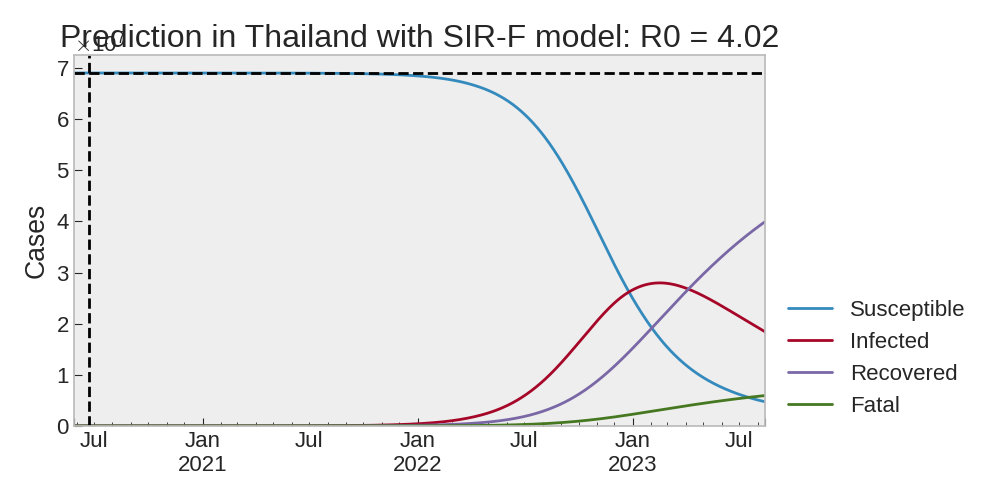 Prediction in Thailand with SIR-F model: R0 = 4.02
7
6
5
4
3
2
1
0
Cases
Jul Jan Jul Jan Jul Jan Jul
2021 2022 2023
Susceptible
Infected
Recovered
Fatal